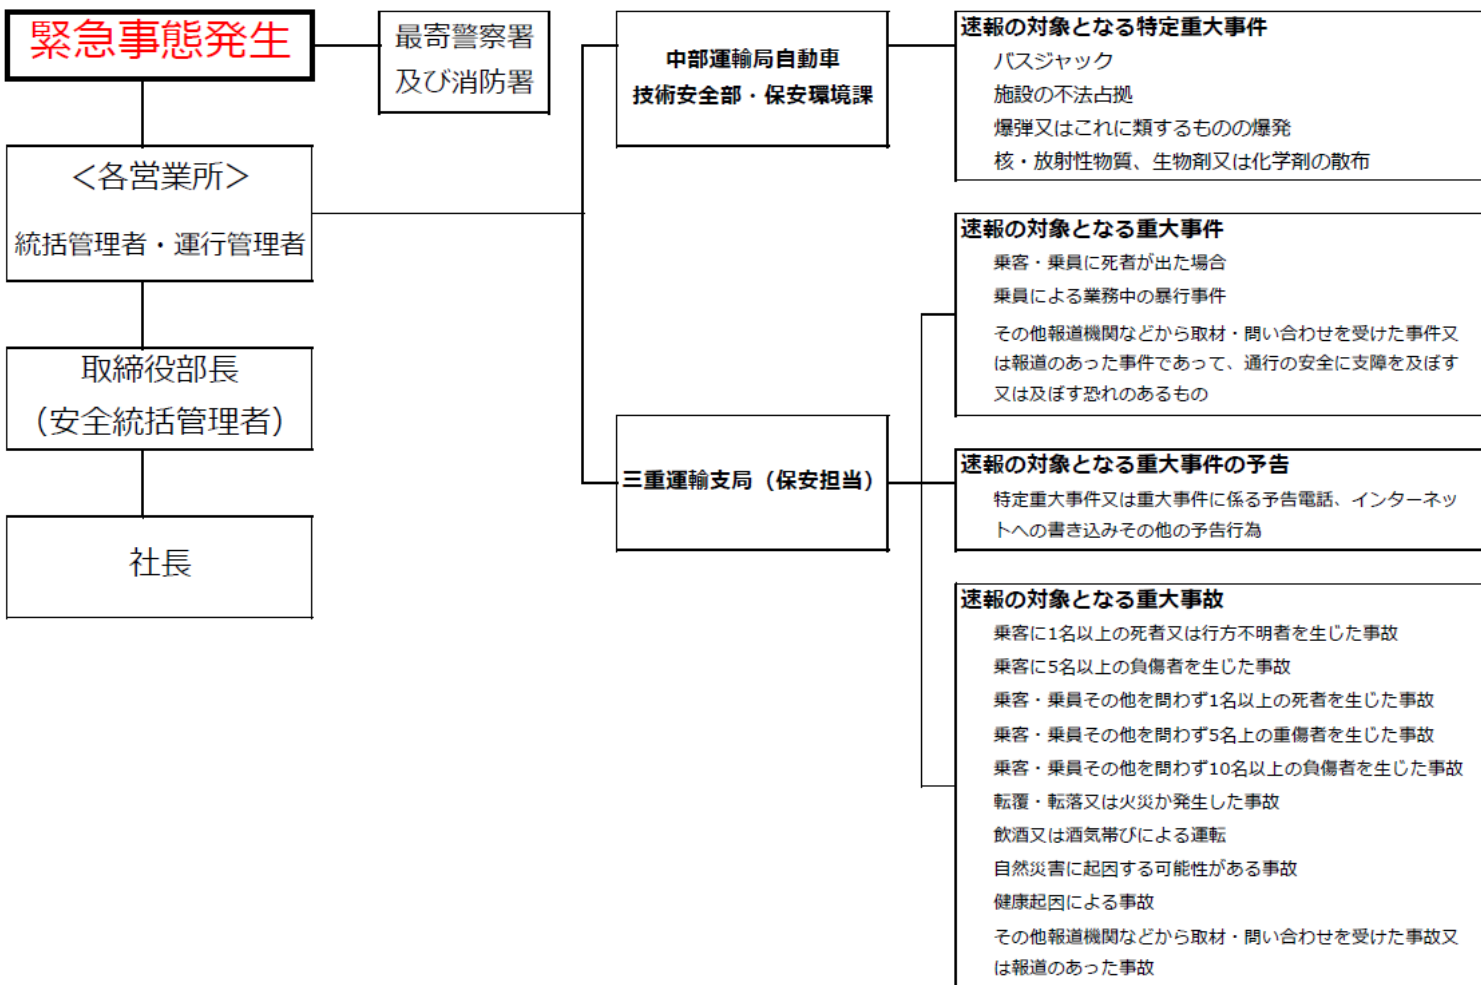 緊急事態発生
最寄警察署
及び消防署
＜各営業所＞
統括管理者・運行管理者
取締役部長
（安全統括管理者）
社長
中部運輸局自動車
技術安全部・保安環境課
三重運輸支局（保安担当）
速報の対象となる特定重大事件
バスジャック
施設の不法占拠
爆弾又はこれに類するものの爆発
核・放射性物質、生物剤又は化学剤の散布
速報の対象となる重大事件
乗客・乗員に死者が出た場合
乗員による業務中の暴行事件
その他報道機関などから取材・問い合わせを受けた事件又
は報道のあった事件であって、通行の安全に支障を及ぼす
又は及ぼす恐れのあるもの
速報の対象となる重大事件の予告
特定重大事件又は重大事件に係る予告電話、インターネッ
トへの書き込みその他の予告行為
速報の対象となる重大事故
乗客に1名以上の死者又は行方不明者を生じた事故
乗客に5名以上の負傷者を生じた事故
乗客・乗員その他を問わず1名以上の死者を生じた事故
乗客・乗員その他を問わず5名上の重傷者を生じた事故
乗客・乗員その他を問わず10名以上の負傷者を生じた事故
転覆・転落又は火災か発生した事故
飲酒又は酒気帯びによる運転
自然災害に起因する可能性がある事故
健康起因による事故
その他報道機関などから取材・問い合わせを受けた事故又
は報道のあった事故